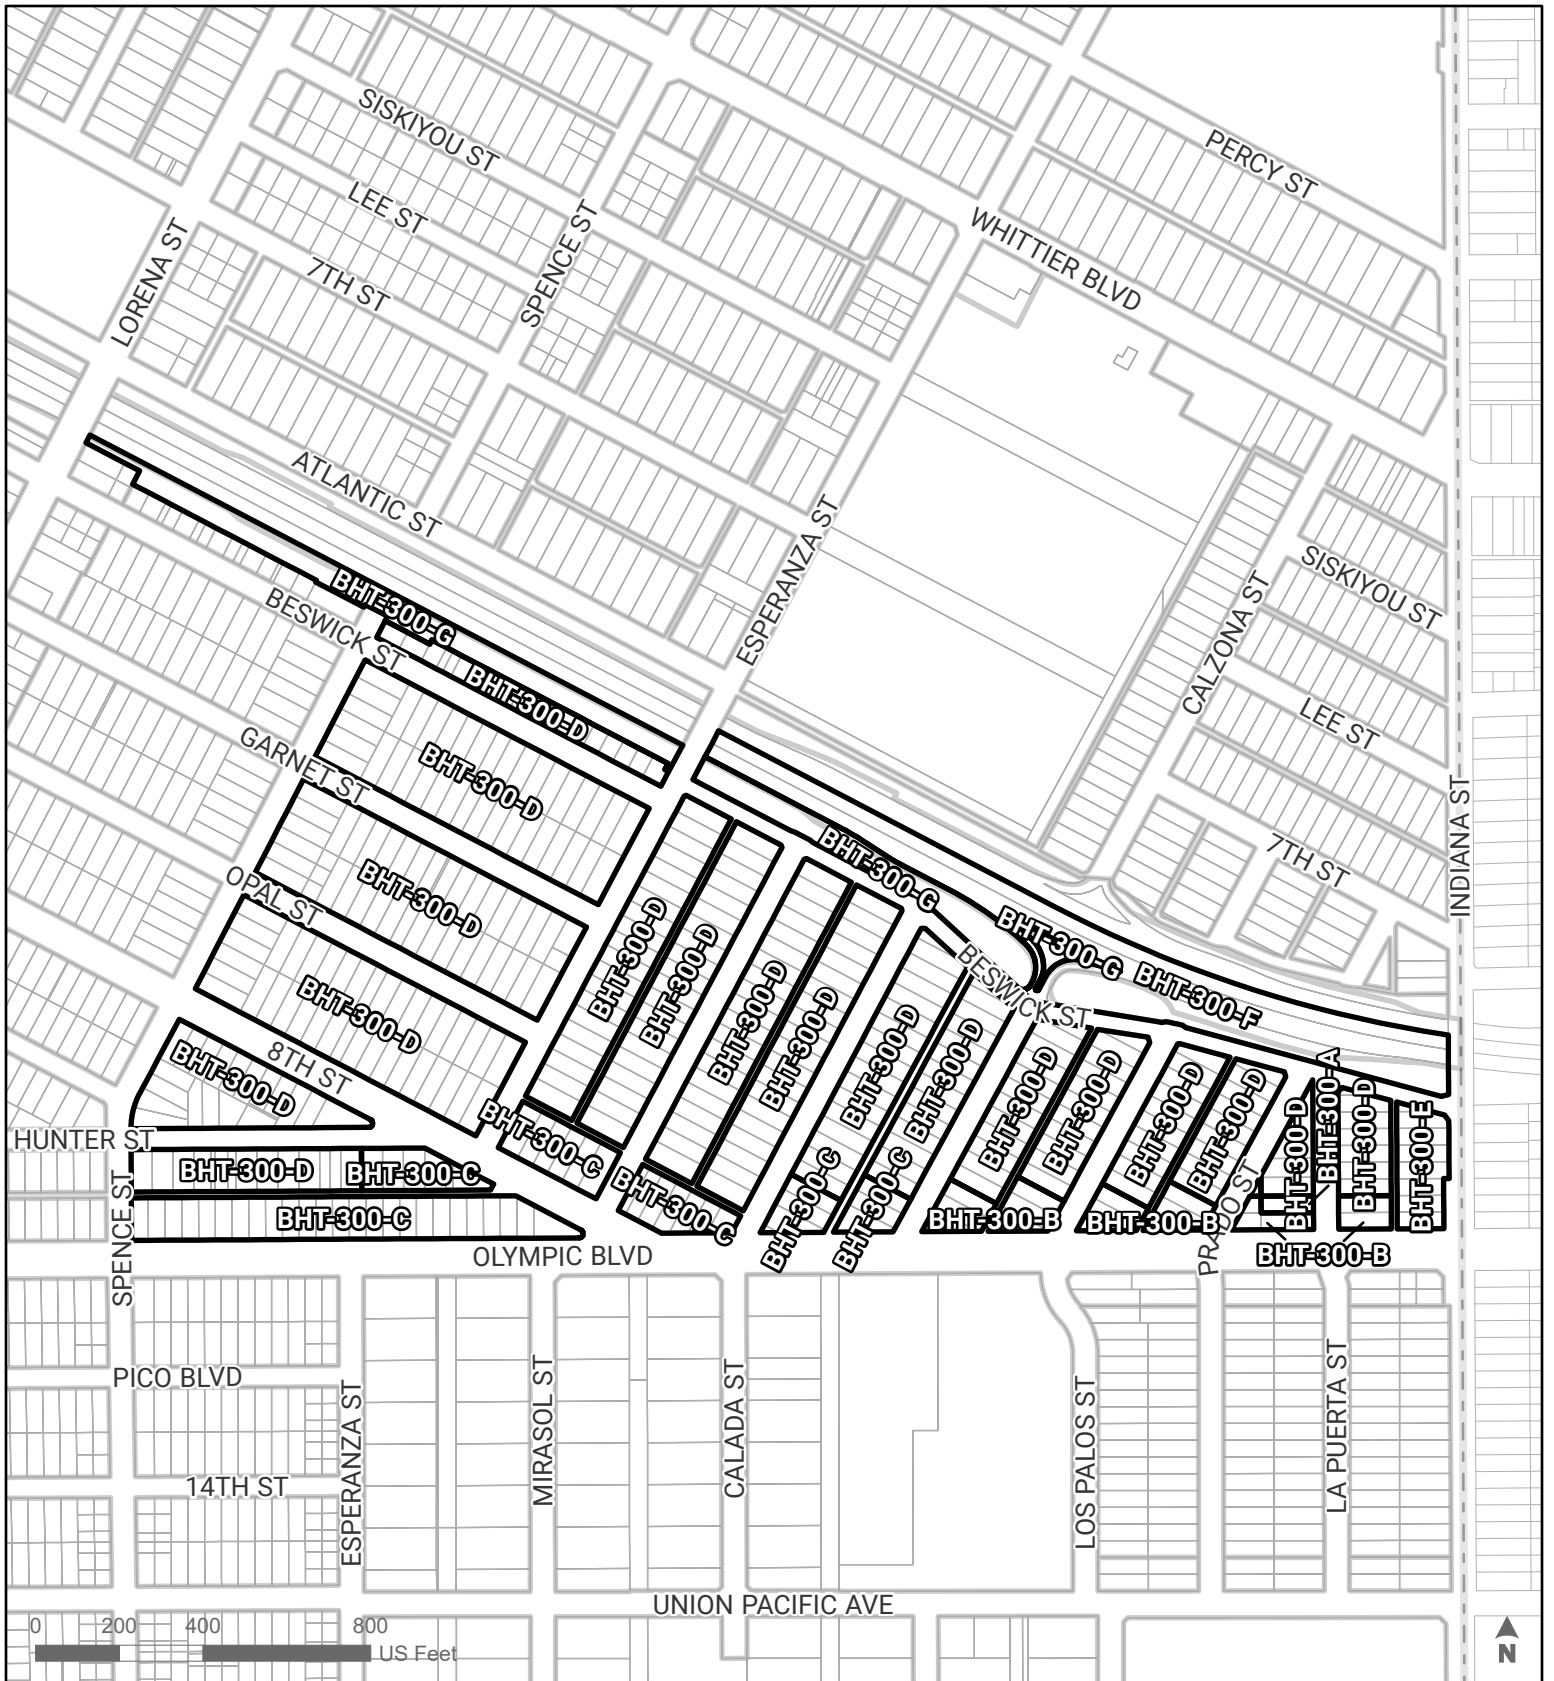 PERCY ST
SISKIYOU ST
LEE ST
WHITTIER BLVD
SPENCE ST
LORENA ST
7TH ST
ATLANTIC ST
ESPERANZA ST
SISKIYOU ST
CALZONA ST
BHT-300-G
BESWICK ST
BHT-300-D
LEE ST
GARNET ST
BHT-300-D
INDIANA ST
7TH ST
BHT-300-G
OPAL ST
BHT-300-D
BHT-300-D
BHT-300-D
BHT-300-G
BESWICK ST
BHT-300-F
BHT-300-D
BHT-300-D
BHT-300-D
BHT-300-D
BHT-300-D
BHT-300-D
8TH ST
BHT-300-D
BHT-300-D
BHT-300-D
BHT-300-D
BHT-300-D
BHT-300-D
BHT-300-A
BHT-300-D
BHT-300-E
HUNTER ST
BHT-300-C
BHT-300-D
BHT-300-C
BHT-300-C
BHT-300-C
BHT-300-C
BHT-300-C
BHT-300-B
BHT-300-B
PRADO ST
BHT-300-B
SPENCE ST
OLYMPIC BLVD
PICO BLVD
ESPERANZA ST
MIRASOL ST
CALADA ST
LOS PALOS ST
LA PUERTA ST
14TH ST
UNION PACIFIC AVE
0 200 400 800
US Feet
N